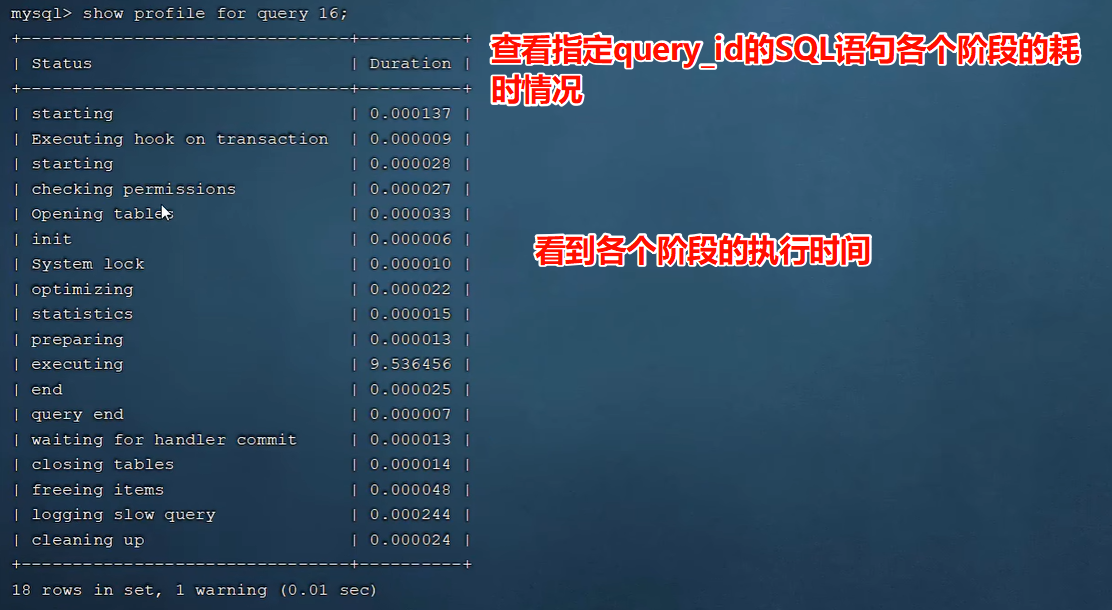 mysql> show profile for query 16;
+--------------------------------+----------+
| Status                         | Duration |
+--------------------------------+----------+
| starting                       | 0.000137 |
| Executing hook on transaction  | 0.000009 |
| starting                       | 0.000028 |
| checking permissions           | 0.000027 |
| Opening tables                 | 0.000033 |
| init                           | 0.000006 |
| System lock                    | 0.000010 |
| optimizing                     | 0.000022 |
| statistics                     | 0.000015 |
| preparing                      | 0.000013 |
| executing                      | 9.536456 |
| end                            | 0.000025 |
| query end                      | 0.000007 |
| waiting for handler commit     | 0.000013 |
| closing tables                 | 0.000014 |
| freeing items                  | 0.000048 |
| logging slow query             | 0.000244 |
| cleaning up                    | 0.000024 |
+--------------------------------+----------+
18 rows in set, 1 warning (0.01 sec)
查看指定query_id的SQL语句各个阶段的耗
时情况
看到各个阶段的执行时间